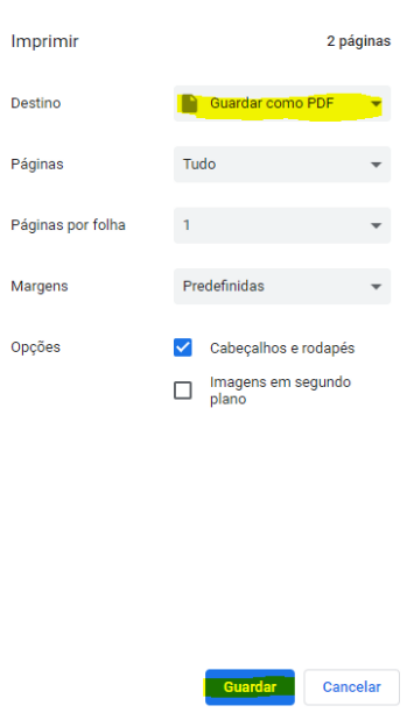 Imprimir 2 páginas
Destino Guardar como PDF
Páginas Tudo
Páginas por folha 1
Margens Predefinidas
Opções Cabeçalhos e rodapés
Imagens em segundo
plano
Guardar Cancelar